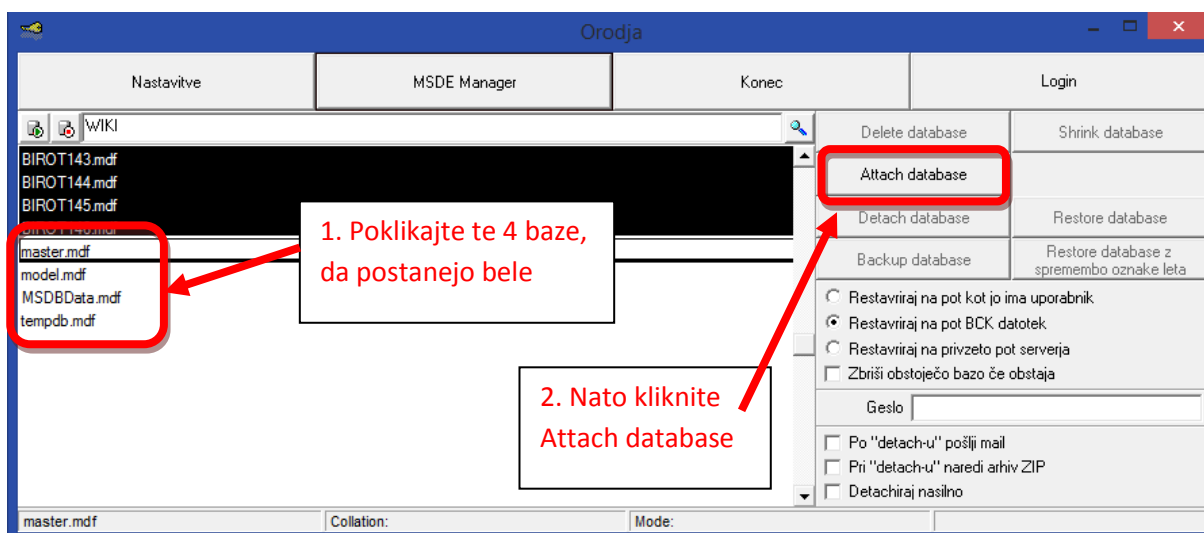 Orodja
Nastavitve
MSDE Manager
Konec
Login
WIKI
BIROT143.mdf
BIROT144.mdf
BIROT145.mdf
BIROT146.mdf
master.mdf
model.mdf
MSDBData.mdf
tempdb.mdf
1. Poklikajte te 4 baze,
da postanejo bele
2. Nato kliknite
Attach database
Delete database
Shrink database
Attach database
Detach database
Restore database
Backup database
Restore database z
spremembo oznake leta
Restavriraj na pot kot jo ima uporabnik
Restavriraj na pot BCK datotek
Restavriraj na privzeto pot serverja
Zbriši obstoječo bazo če obstaja
Geslo
Po "detach-u" pošlji mail
Pri "detach-u" naredi arhiv ZIP
Detachiraj nasilno
master.mdf
Collation:
Mode: